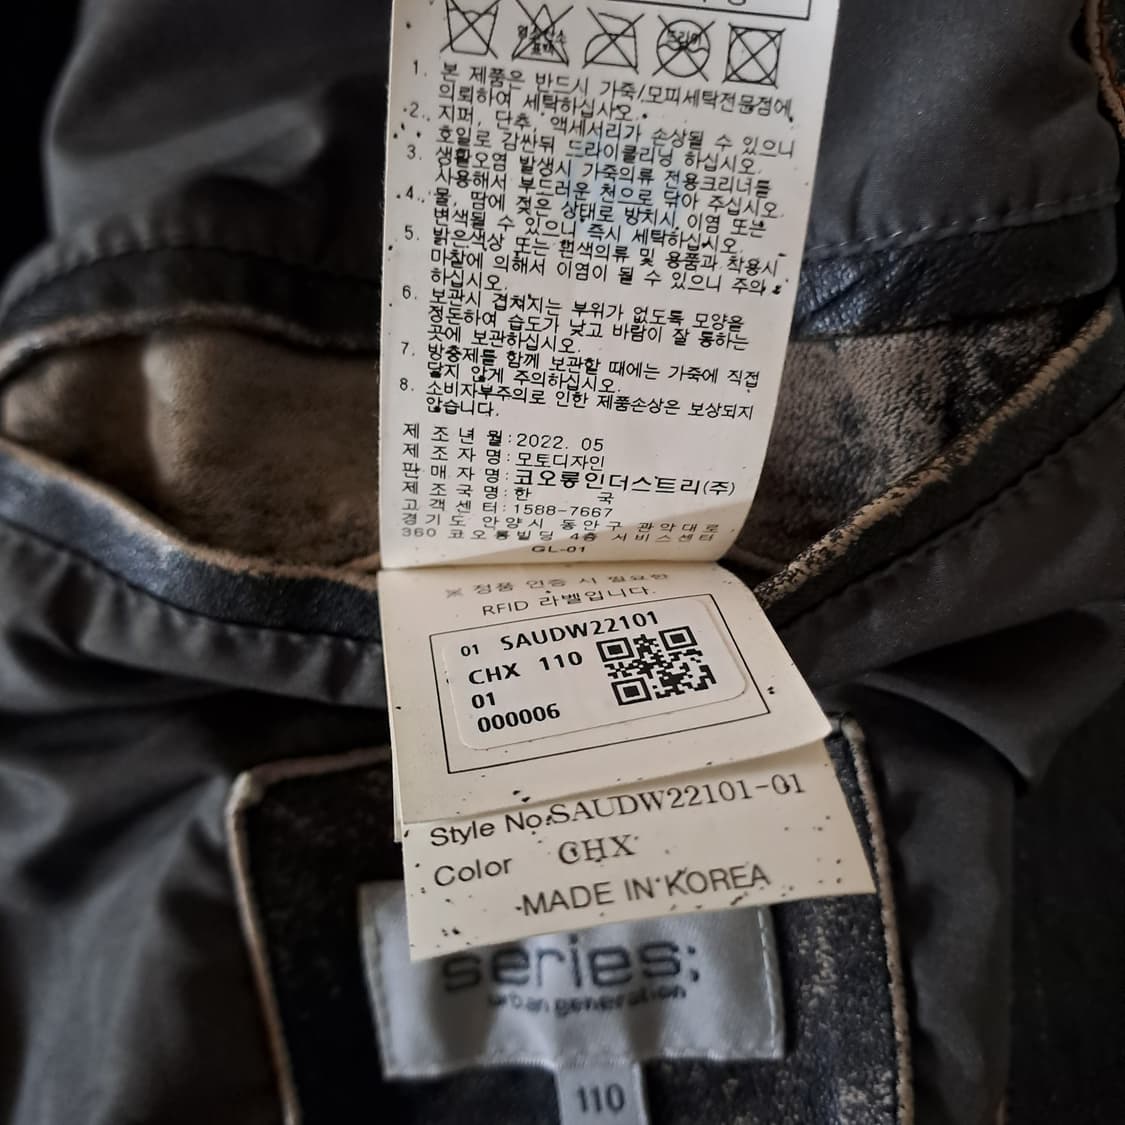 염소산소
표백
드라이
1. 본 제품은 반드시 가죽/모피세탁전문점에
의뢰하여 세탁하십시오.
2. 지퍼, 단추, 액세서리가 손상될 수 있으니
호일로 감싼뒤 드라이클리닝 하십시오.
3. 생활오염 발생시 가죽의류 전용크리너를
사용해서 부드러운 천으로 닦아 주십시오.
4. 물, 땀에 젖은 상태로 방치시 이염 또는
변색될 수 있으니 즉시 세탁하십시오.
5. 밝은색상 또는 흰색의류 및 용품과 착용시
마찰에 의해서 이염이 될 수 있으니 주의
하십시오.
6. 보관시 겹쳐지는 부위가 없도록 모양을
정돈하여 습도가 낮고 바람이 잘 통하는
곳에 보관하십시오.
7. 방충제를 함께 보관할 때에는 가죽에 직접
닿지 않게 주의하십시오.
8. 소비자부주의로 인한 제품손상은 보상되지
않습니다.
제 조 년 월:2022. 05
제 조 자 명:모토디자인
판 매 자 명:코오롱인더스트리(주)
제 조 국 명:한 국
고 객 센 터:1588-7667
경 기 도 안 양 시 동 안 구 관 악 대 로
360 코오롱빌딩 4층 서비스센터
GL-01
※ 정품 인증 시 필요한
RFID 라벨입니다.
01 SAUDW22101
CHX 110
01
000006
Style No.SAUDW22101-01
Color CHX
MADE IN KOREA
series;
urban generation
110